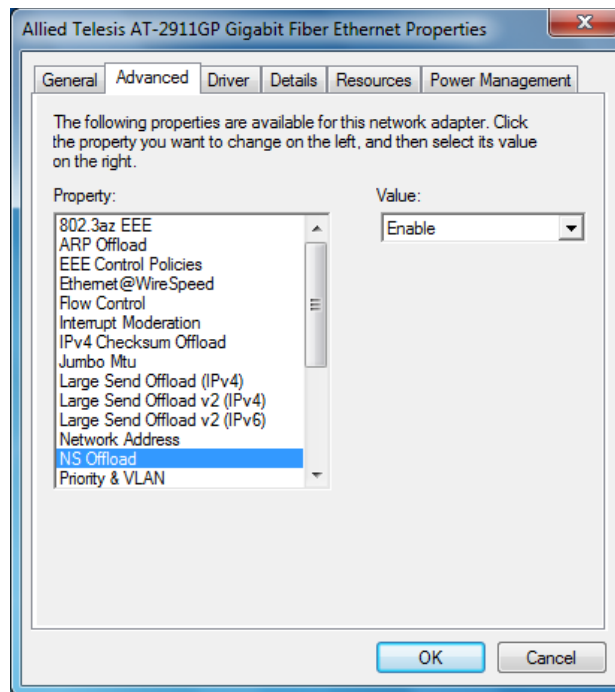 Allied Telesis AT-2911GP Gigabit Fiber Ethernet Properties
General Advanced Driver Details Resources Power Management
The following properties are available for this network adapter. Click
the property you want to change on the left, and then select its value
on the right.
Property:
Value:
802.3az EEE
ARP Offload
EEE Control Policies
Ethernet@WireSpeed
Flow Control
Interrupt Moderation
IPv4 Checksum Offload
Jumbo Mtu
Large Send Offload (IPv4)
Large Send Offload v2 (IPv4)
Large Send Offload v2 (IPv6)
Network Address
NS Offload
Priority & VLAN
Enable
OK
Cancel